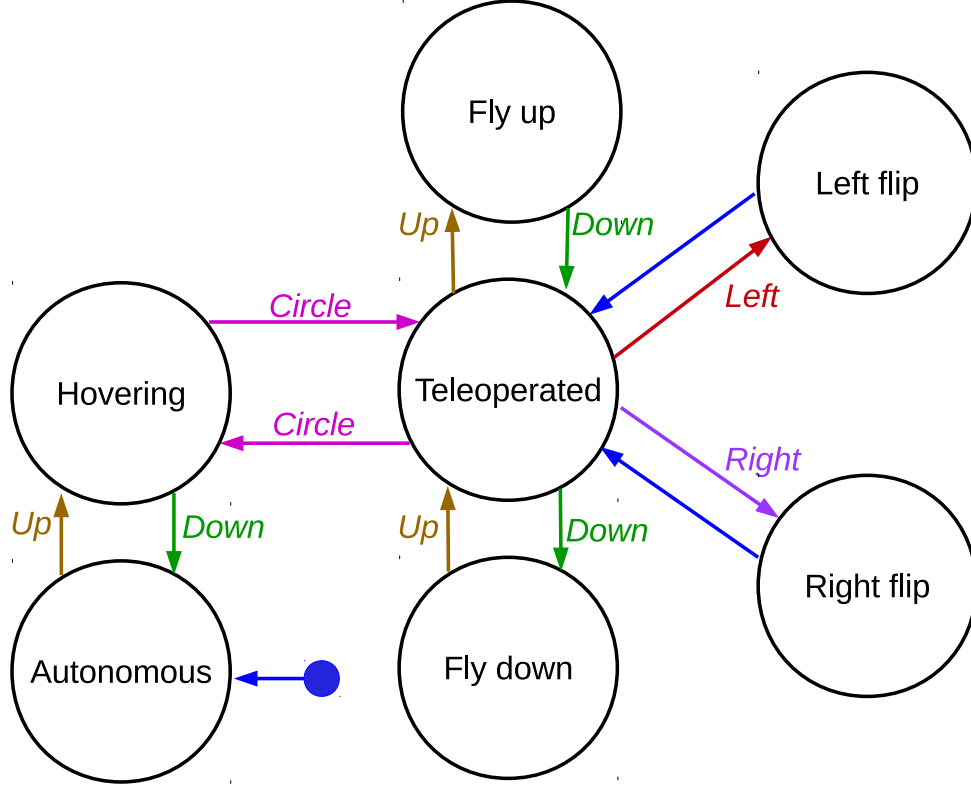 Fly up
Left flip
Up
Down
Left
Circle
Hovering
Teleoperated
Circle
Right
Up
Down
Up
Down
Right flip
Autonomous
Fly down